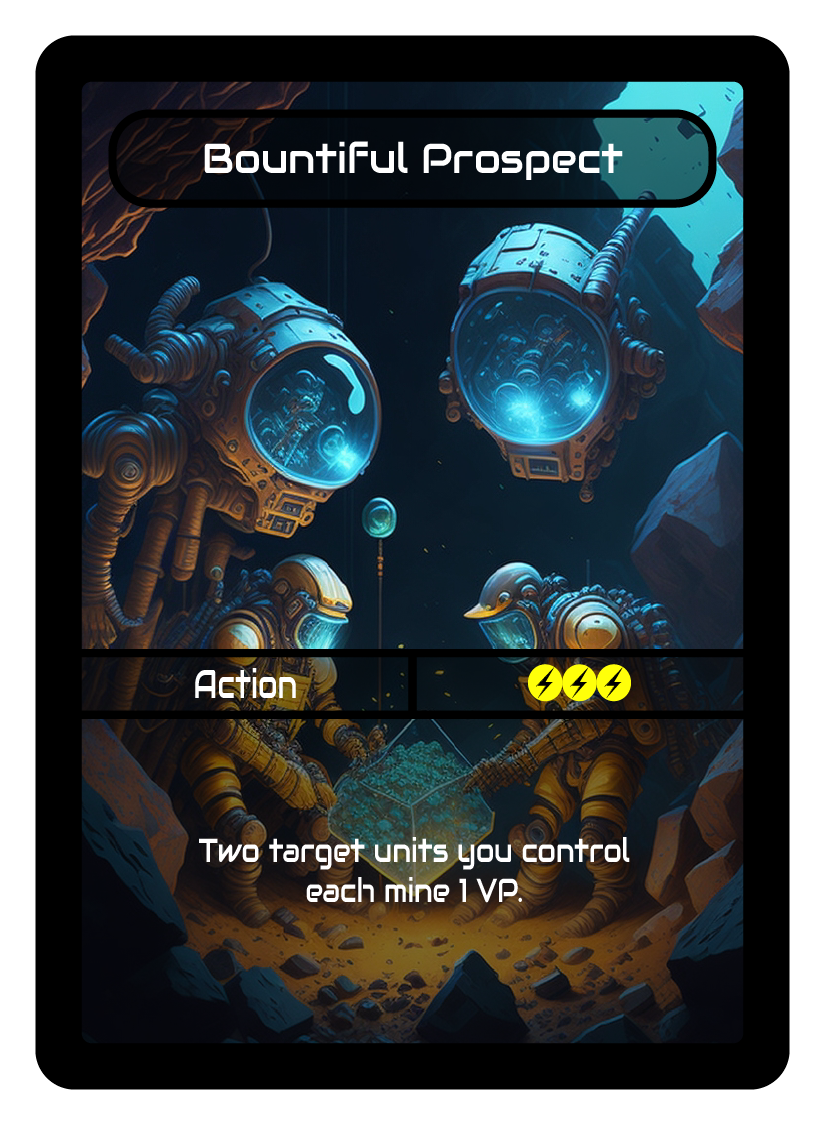 Bountiful Prospect
Action
Two target units you control
each mine 1 VP.